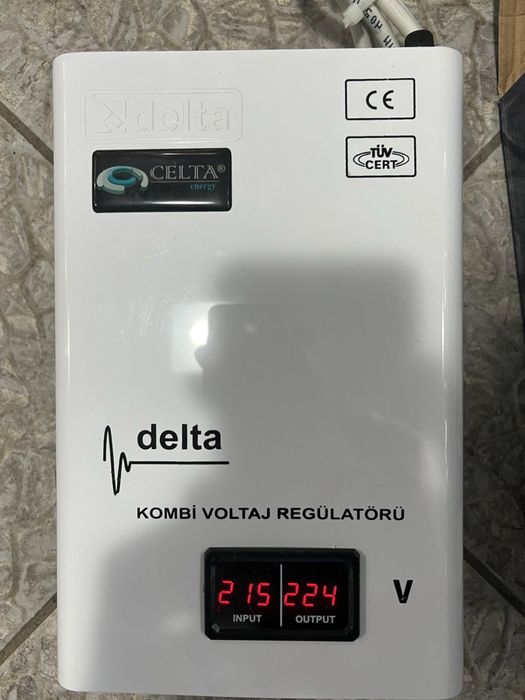 delta
CE
CELTA®
energy
TÜV
CERT
delta
KOMBİ VOLTAJ REGÜLATÖRÜ
215 224 V
INPUT OUTPUT